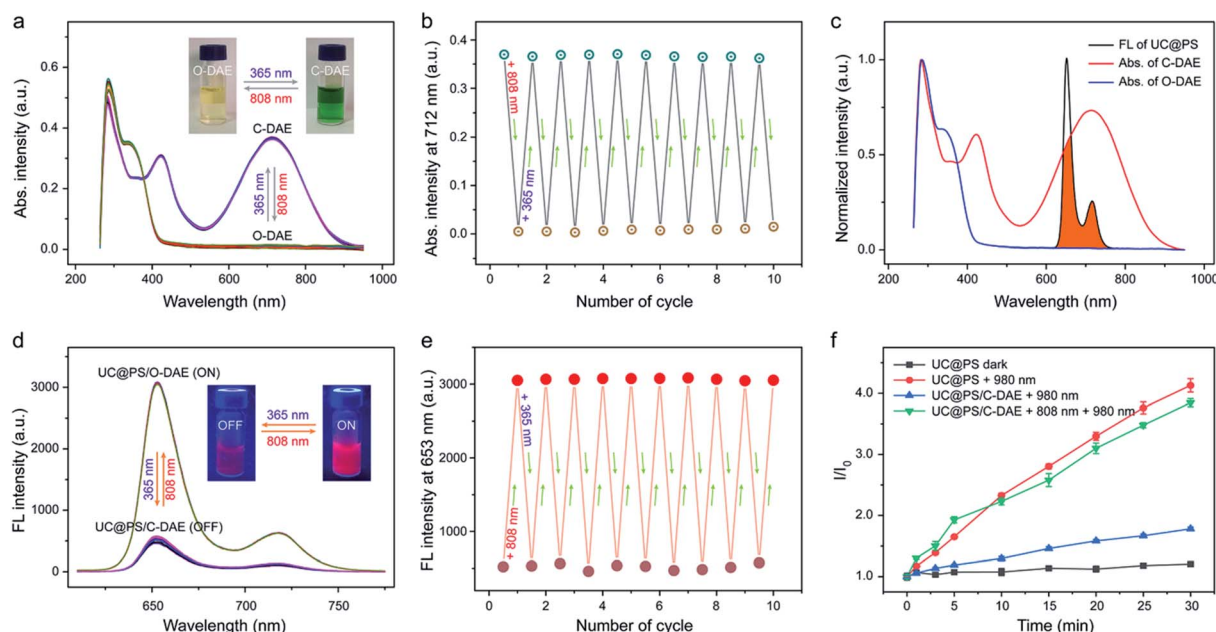 a
Abs. intensity (a.u.)
0.6
0.5
0.4
0.2
0.0
200
400
600
800
1000
Wavelength (nm)
O-DAE
365 nm
808 nm
C-DAE
C-DAE
365 nm
808 nm
O-DAE
b
Abs. intensity at 712 nm (a.u.)
0.4
0.3
0.2
0.1
0.0
0
2
4
6
8
10
Number of cycle
+ 808 nm
+ 365 nm
c
Normalized intensity (a.u.)
1.0
0.5
0.0
200
400
600
800
1000
Wavelength (nm)
FL of UC@PS
Abs. of C-DAE
Abs. of O-DAE
d
FL intensity (a.u.)
3000
2000
1000
500
0
650
700
750
Wavelength (nm)
UC@PS/O-DAE (ON)
365 nm
808 nm
UC@PS/C-DAE (OFF)
OFF
365 nm
808 nm
ON
e
FL intensity at 653 nm (a.u.)
3000
2000
1000
500
0
2
4
6
8
10
Number of cycle
+ 365 nm
+ 808 nm
f
I/I0
4.0
3.0
2.0
1.0
0
5
10
15
20
25
30
Time (min)
UC@PS dark
UC@PS + 980 nm
UC@PS/C-DAE + 980 nm
UC@PS/C-DAE + 808 nm + 980 nm